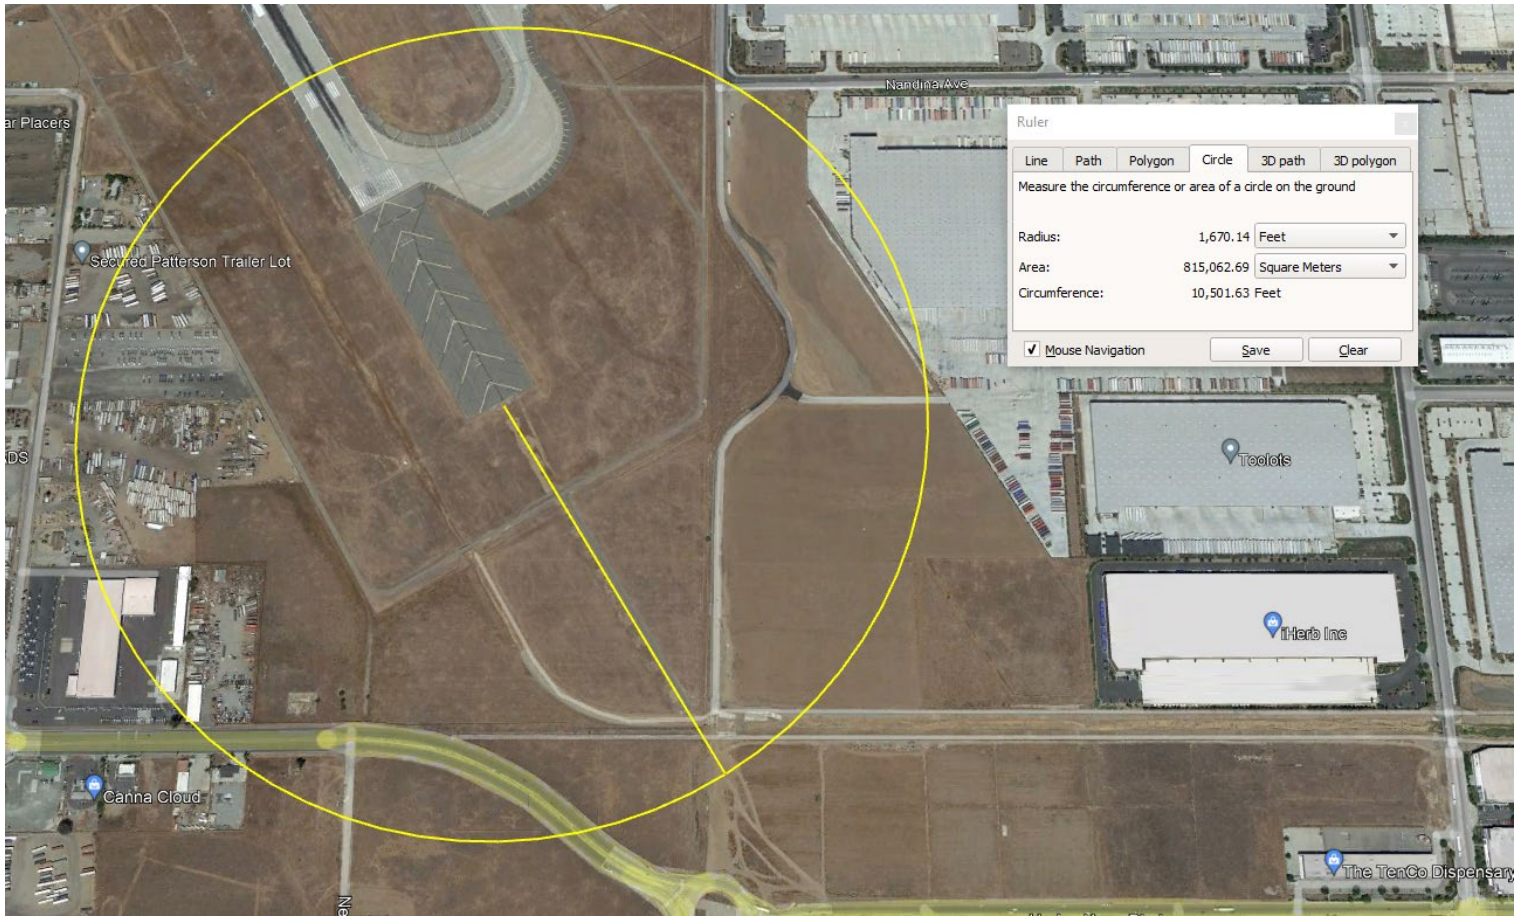 Nandina Ave
ar Placers
Ruler
Line Path Polygon Circle 3D path 3D polygon
Measure the circumference or area of a circle on the ground
Radius: 1,670.14 Feet
Area: 815,062.69 Square Meters
Circumference: 10,501.63 Feet
Mouse Navigation Save Clear
Secured Patterson Trailer Lot
SDS
Toolots
iHerb Inc
Canna Cloud
The TenCo Dispensary
Ne